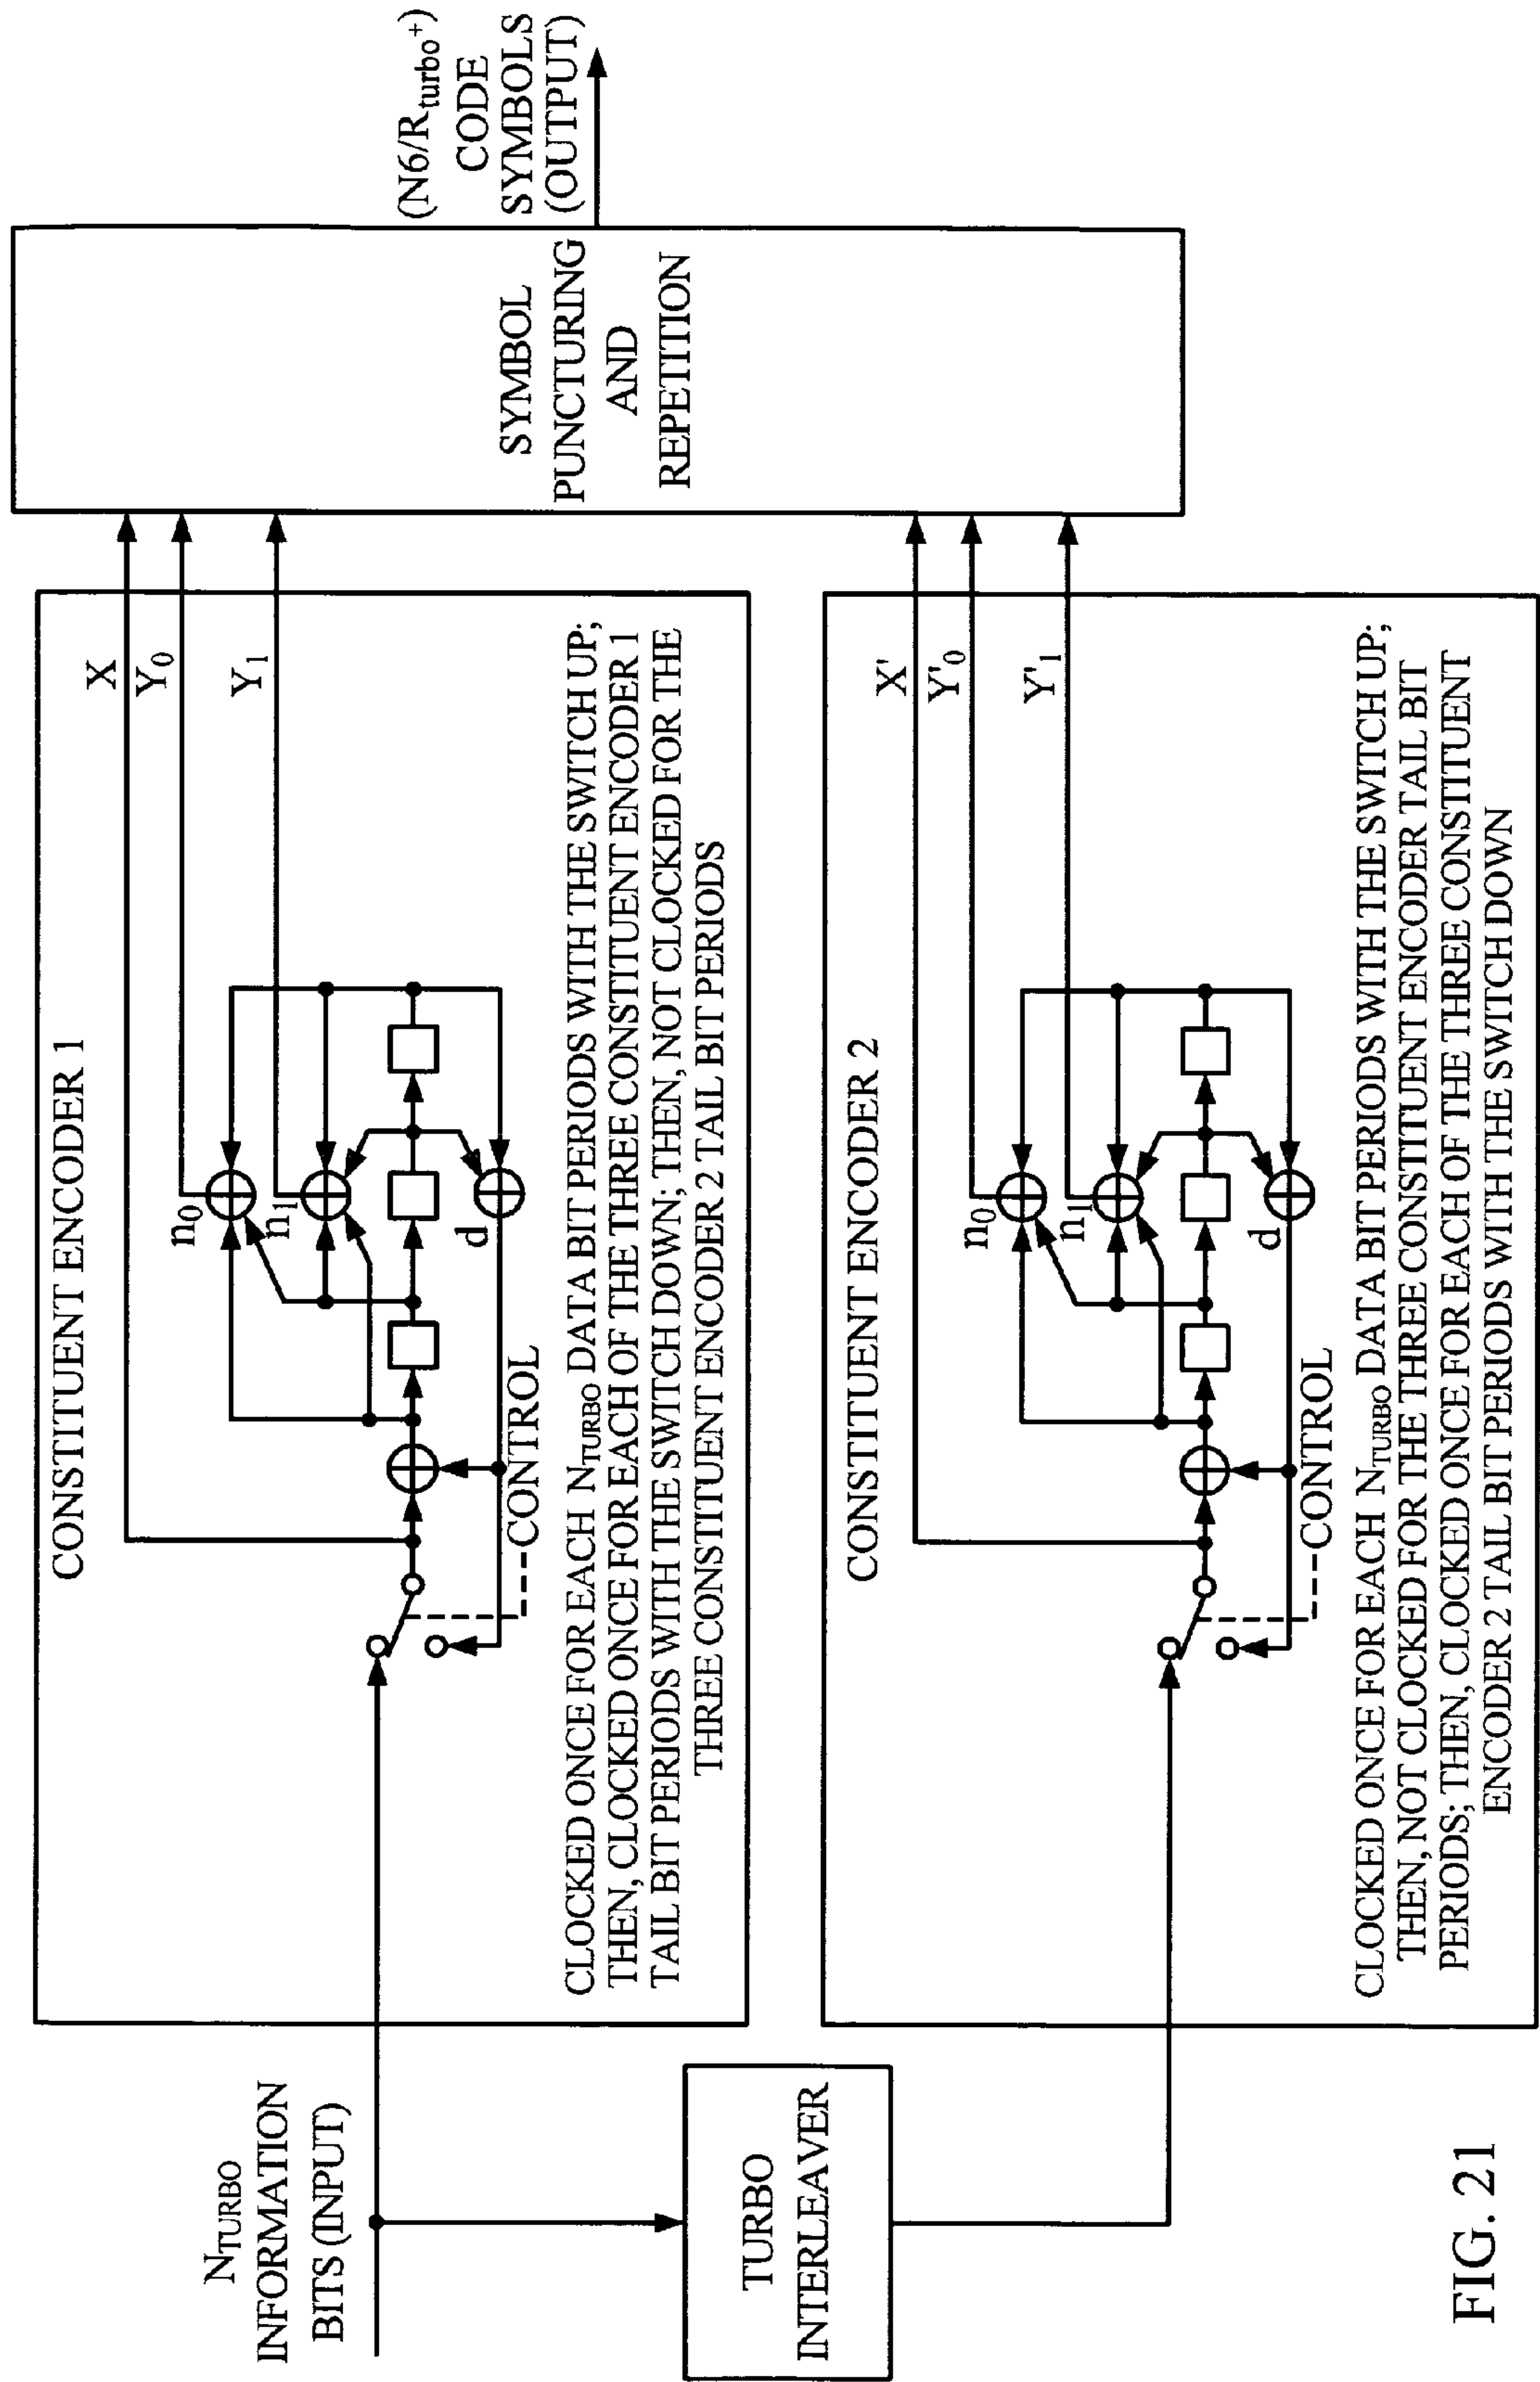 N_TURBO
INFORMATION
BITS (INPUT)
TURBO
INTERLEAVER
CONSTITUENT ENCODER 1
X
Y₀
Y₁
n₀
n₁
d
CONTROL
CLOCKED ONCE FOR EACH N_TURBO DATA BIT PERIODS WITH THE SWITCH UP;
THEN, CLOCKED ONCE FOR EACH OF THE THREE CONSTITUENT ENCODER 1
TAIL BIT PERIODS WITH THE SWITCH DOWN; THEN, NOT CLOCKED FOR THE
THREE CONSTITUENT ENCODER 2 TAIL BIT PERIODS
CONSTITUENT ENCODER 2
X'
Y'₀
Y'₁
n₀
n₁
d
CONTROL
CLOCKED ONCE FOR EACH N_TURBO DATA BIT PERIODS WITH THE SWITCH UP;
THEN, NOT CLOCKED FOR THE THREE CONSTITUENT ENCODER TAIL BIT
PERIODS; THEN, CLOCKED ONCE FOR EACH OF THE THREE CONSTITUENT
ENCODER 2 TAIL BIT PERIODS WITH THE SWITCH DOWN
SYMBOL
PUNCTURING
AND
REPETITION
(N6/R_turbo+)
CODE
SYMBOLS
(OUTPUT)
FIG. 21